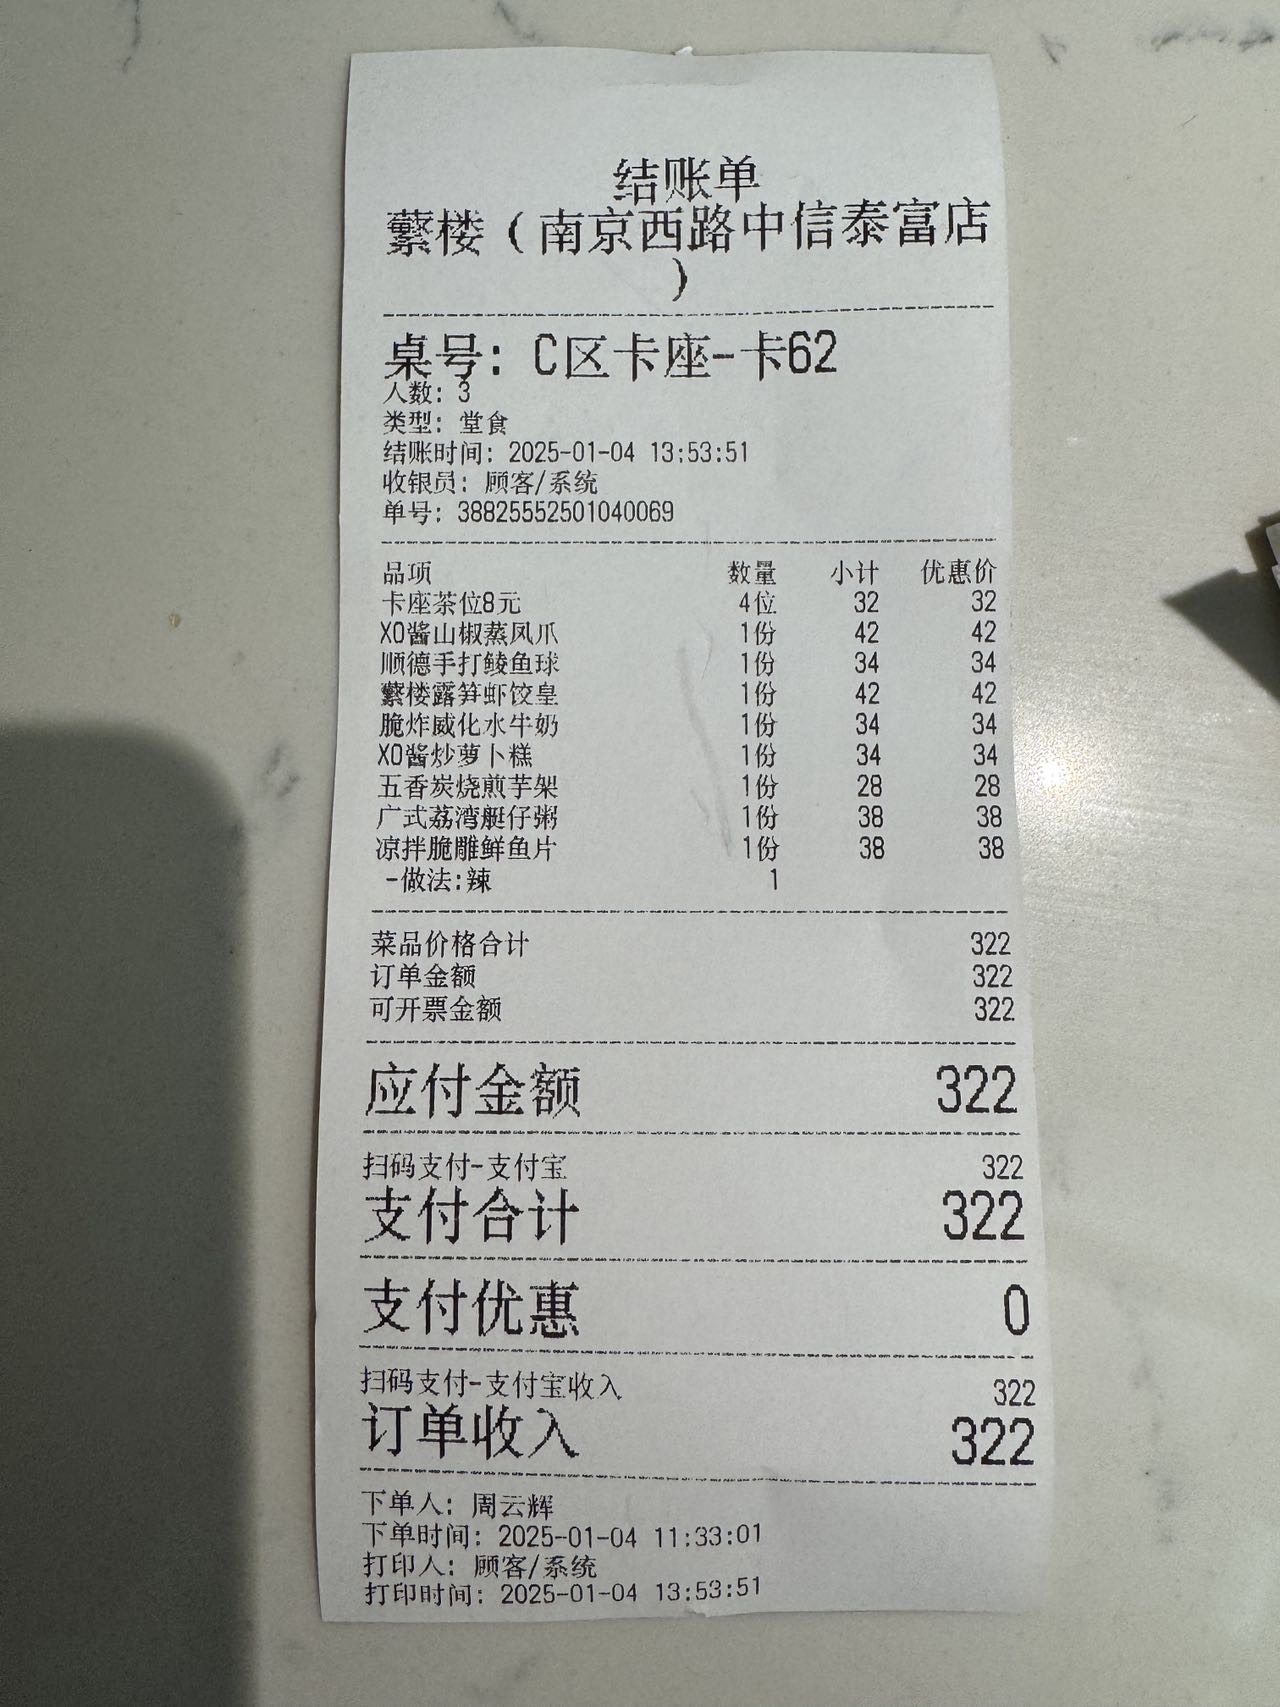 结账单
蘩楼（南京西路中信泰富店
）
桌号: C区卡座-卡62
人数: 3
类型: 堂食
结账时间: 2025-01-04 13:53:51
收银员: 顾客/系统
单号: 38825552501040069
品项 数量 小计 优惠价
卡座茶位8元 4位 32 32
XO酱山椒蒸凤爪 1份 42 42
顺德手打鲮鱼球 1份 34 34
蘩楼露笋虾饺皇 1份 42 42
脆炸威化水牛奶 1份 34 34
XO酱炒萝卜糕 1份 34 34
五香炭烧煎芋架 1份 28 28
广式荔湾艇仔粥 1份 38 38
凉拌脆雕鲜鱼片 1份 38 38
-做法:辣 1
菜品价格合计 322
订单金额 322
可开票金额 322
应付金额 322
扫码支付-支付宝 322
支付合计 322
支付优惠 0
扫码支付-支付宝收入 322
订单收入 322
下单人: 周云辉
下单时间: 2025-01-04 11:33:01
打印人: 顾客/系统
打印时间: 2025-01-04 13:53:51